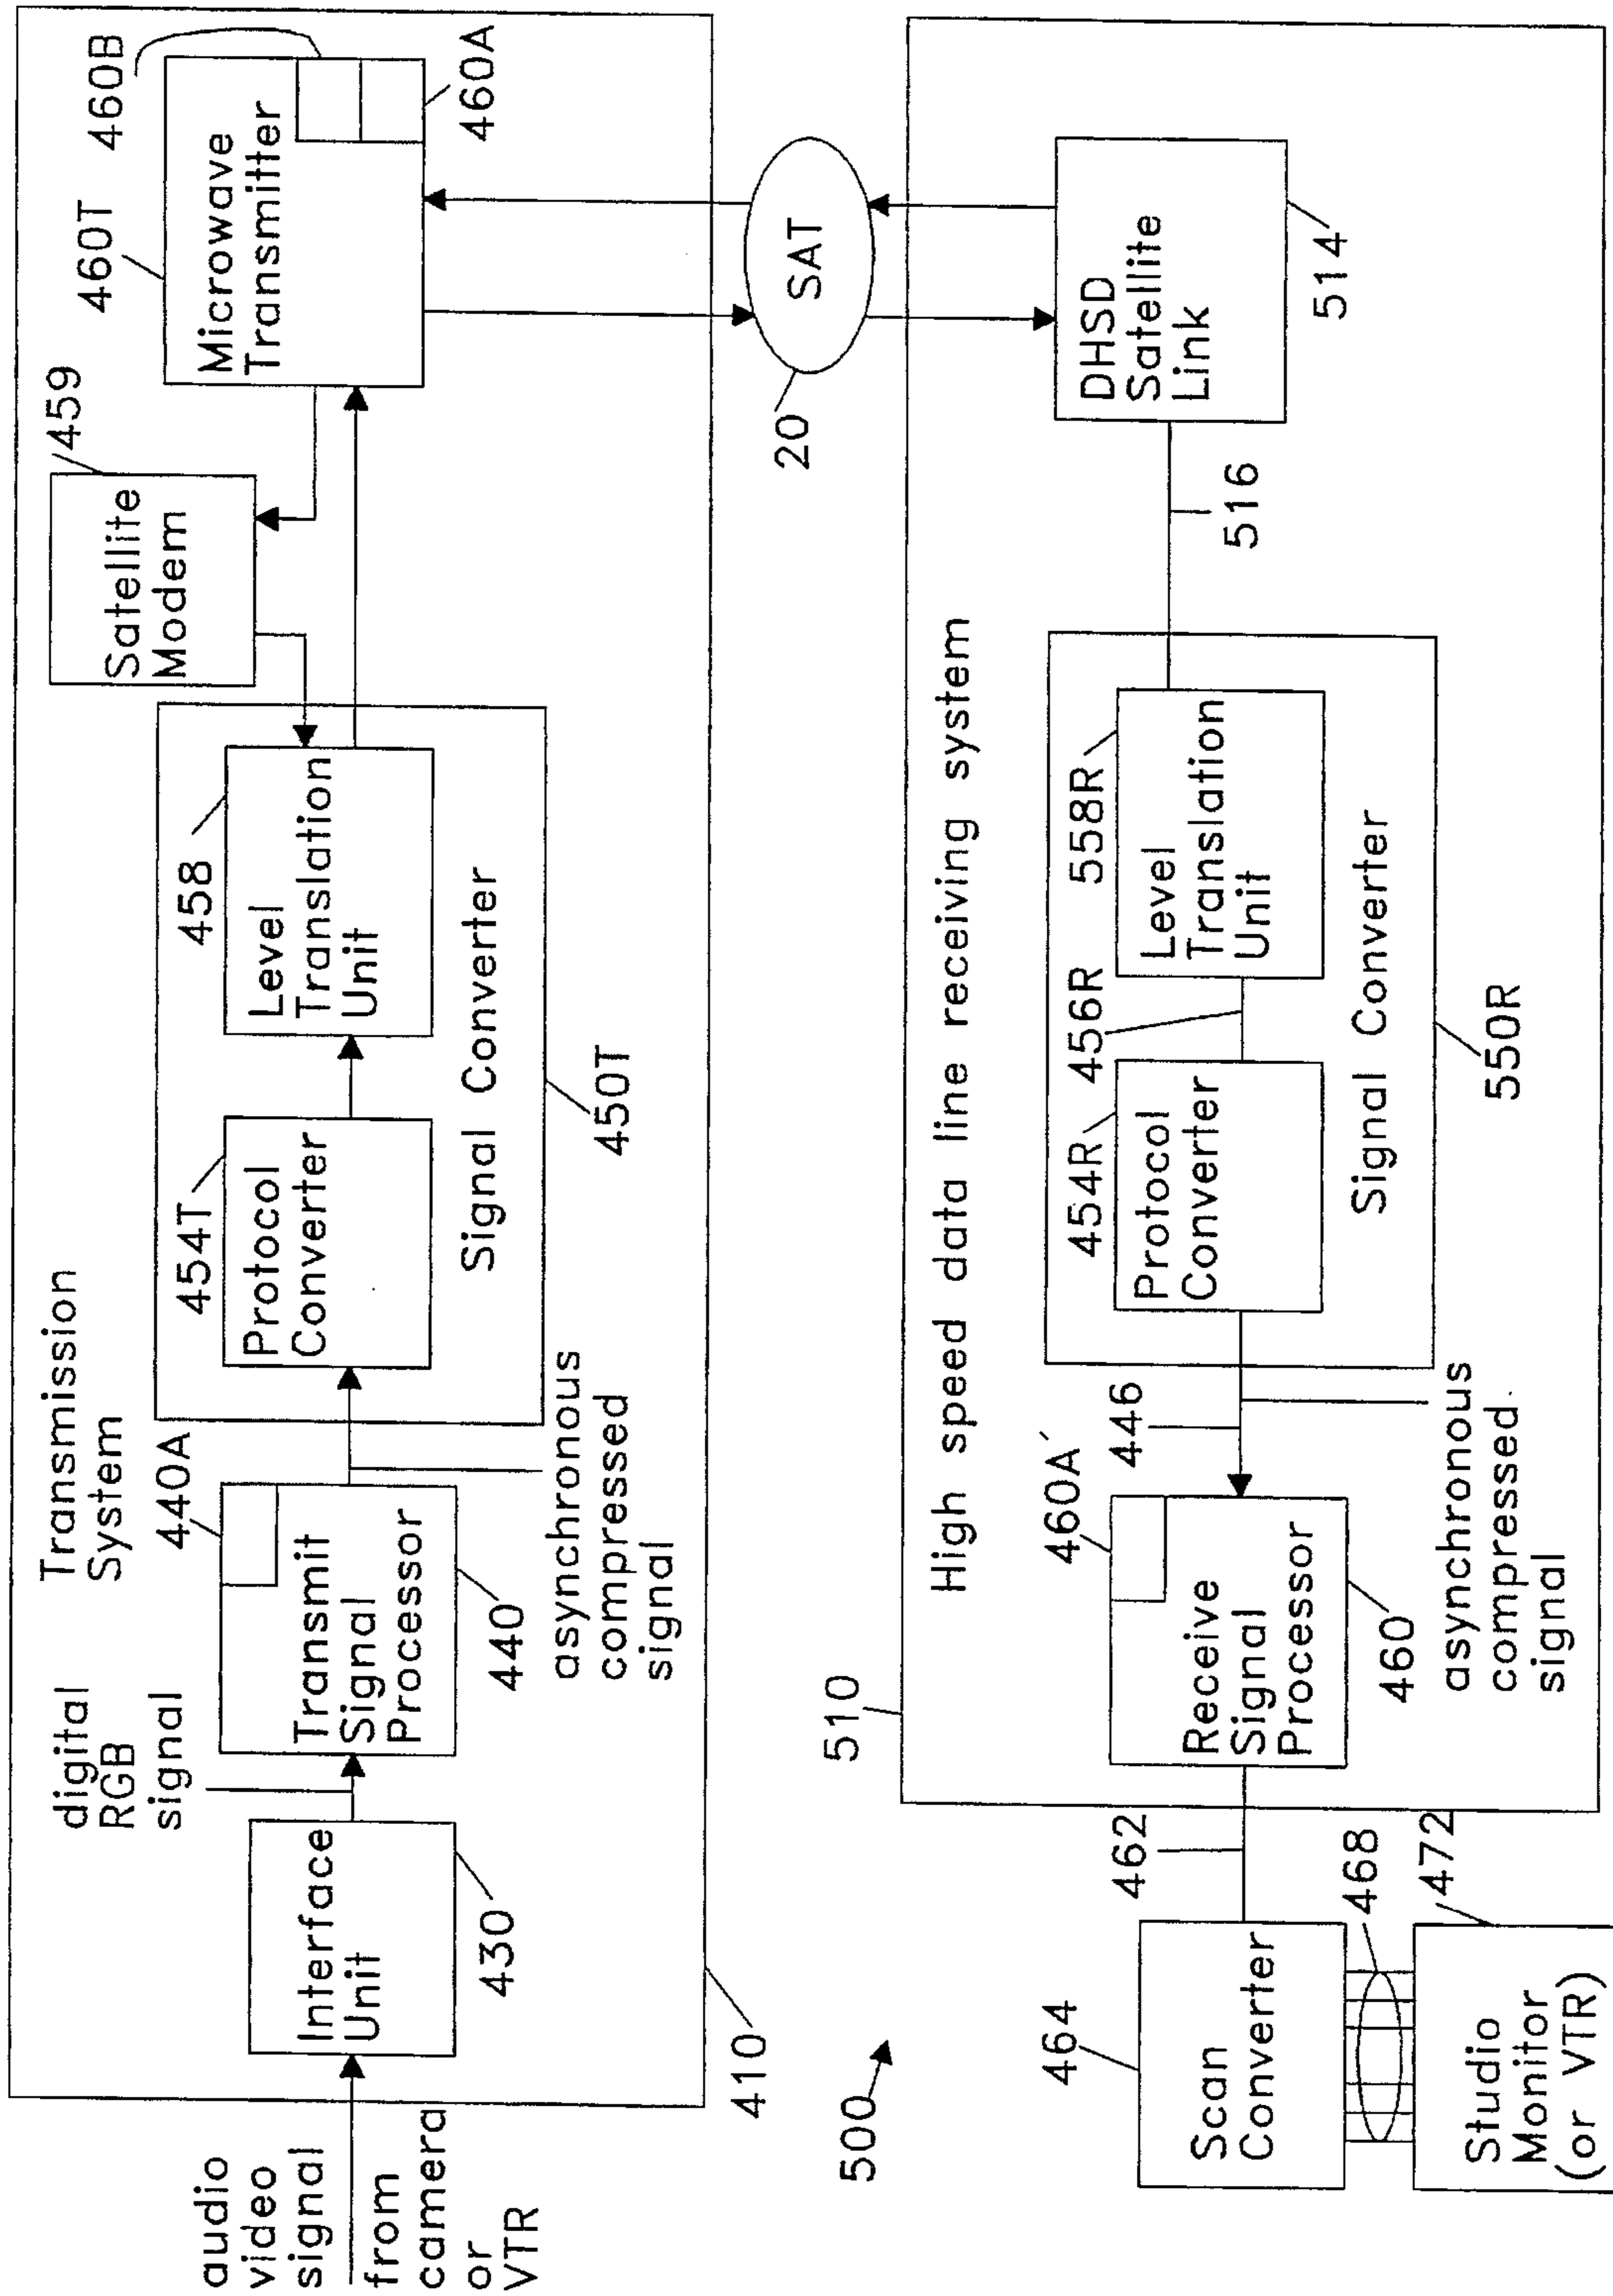 Transmission
System
audio
video
signal
from
camera
or
VTR
Interface
Unit
430
digital
RGB
signal
Transmit
Signal
Processor
440
440A
asynchronous
compressed
signal
454T
Protocol
Converter
458
Level
Translation
Unit
Signal Converter
450T
Satellite
Modem
459
460T
Microwave
Transmitter
460B
460A
410
SAT
20
500
510
High speed data line receiving system
DHSD
Satellite
Link
514
516
558R
Level
Translation
Unit
456R
454R
Protocol
Converter
Signal Converter
550R
446
asynchronous
compressed
signal
460A'
Receive
Signal
Processor
460
462
464
Scan
Converter
468
472
Studio
Monitor
(or VTR)